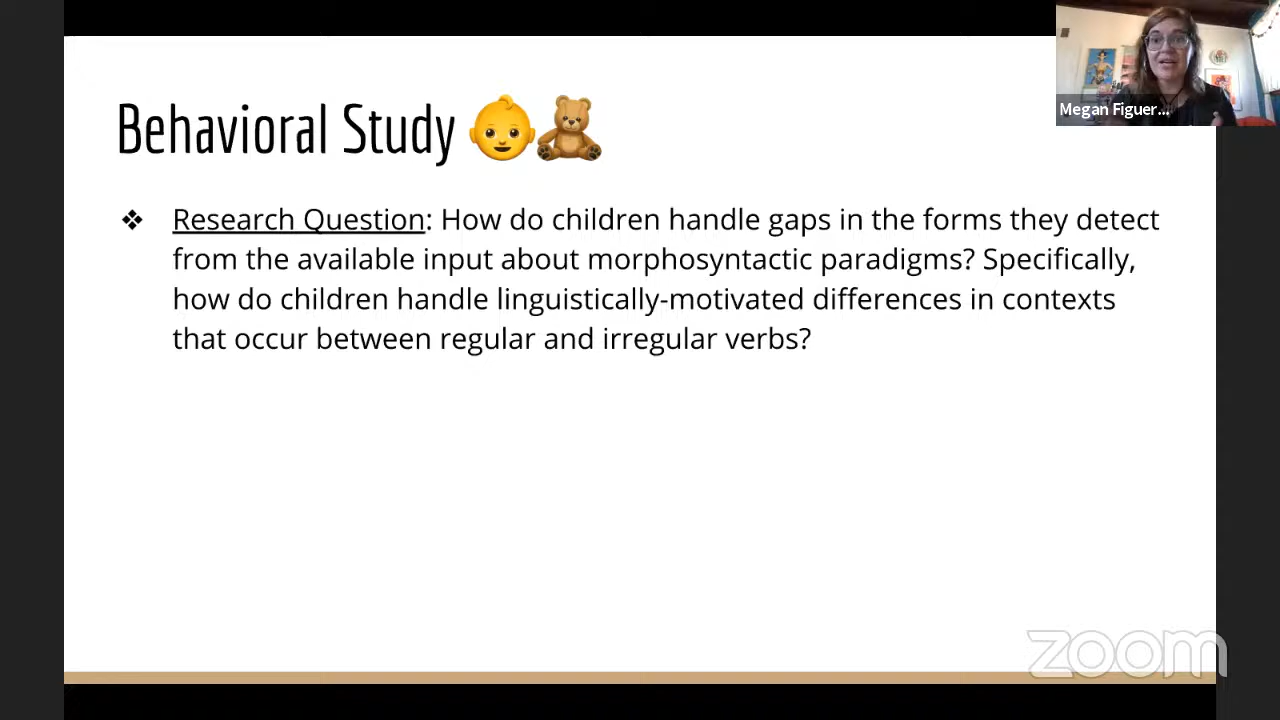 Megan Figuer...
Behavioral Study
❖ Research Question: How do children handle gaps in the forms they detect
from the available input about morphosyntactic paradigms? Specifically,
how do children handle linguistically-motivated differences in contexts
that occur between regular and irregular verbs?
zoom